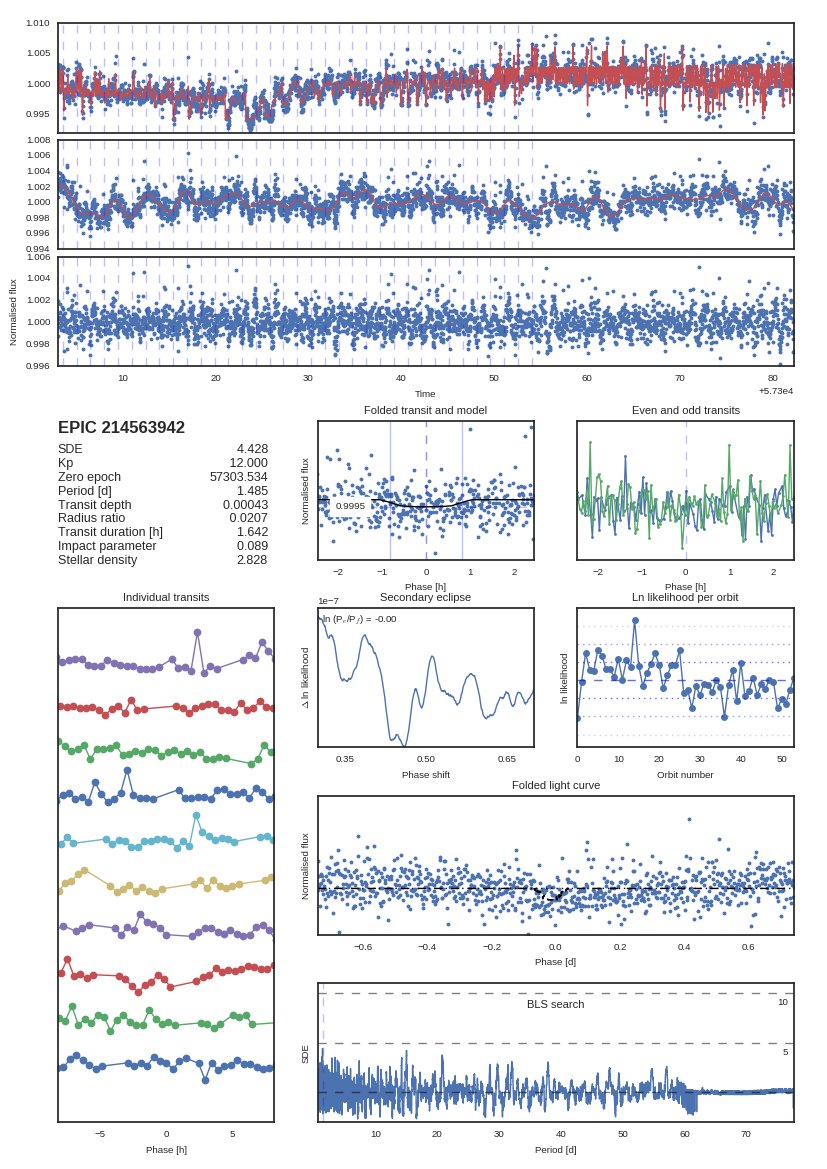 1.010
1.005
1.000
0.995
1.008
1.006
1.004
1.002
1.000
0.998
0.996
0.994
1.006
1.004
1.002
1.000
0.998
0.996
Normalised flux
10 20 30 40 50 60 70 80
Time
+5.73e4
EPIC 214563942
SDE 4.428
Kp 12.000
Zero epoch 57303.534
Period [d] 1.485
Transit depth 0.00043
Radius ratio 0.0207
Transit duration [h] 1.642
Impact parameter 0.089
Stellar density 2.828
Folded transit and model
Normalised flux
0.9995
−2 −1 0 1 2
Phase [h]
Even and odd transits
−2 −1 0 1 2
Phase [h]
Individual transits
−5 0 5
Phase [h]
Secondary eclipse
1e−7
ln (Pc/Pf) = -0.00
Δ ln likelihood
0.35 0.50 0.65
Phase shift
Ln likelihood per orbit
ln likelihood
0 10 20 30 40 50
Orbit number
Folded light curve
Normalised flux
−0.6 −0.4 −0.2 0.0 0.2 0.4 0.6
Phase [d]
BLS search
SDE
10
5
10 20 30 40 50 60 70
Period [d]